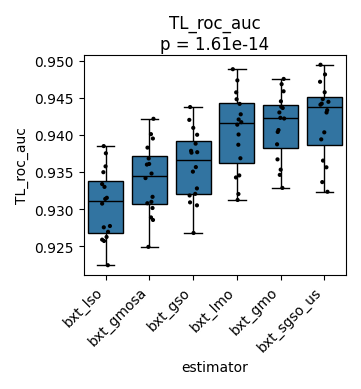 TL_roc_auc
p = 1.61e-14
TL_roc_auc
0.950
0.945
0.940
0.935
0.930
0.925
bxt_lso
bxt_gmosa
bxt_gso
bxt_lmo
bxt_gmo
bxt_sgso_us
estimator